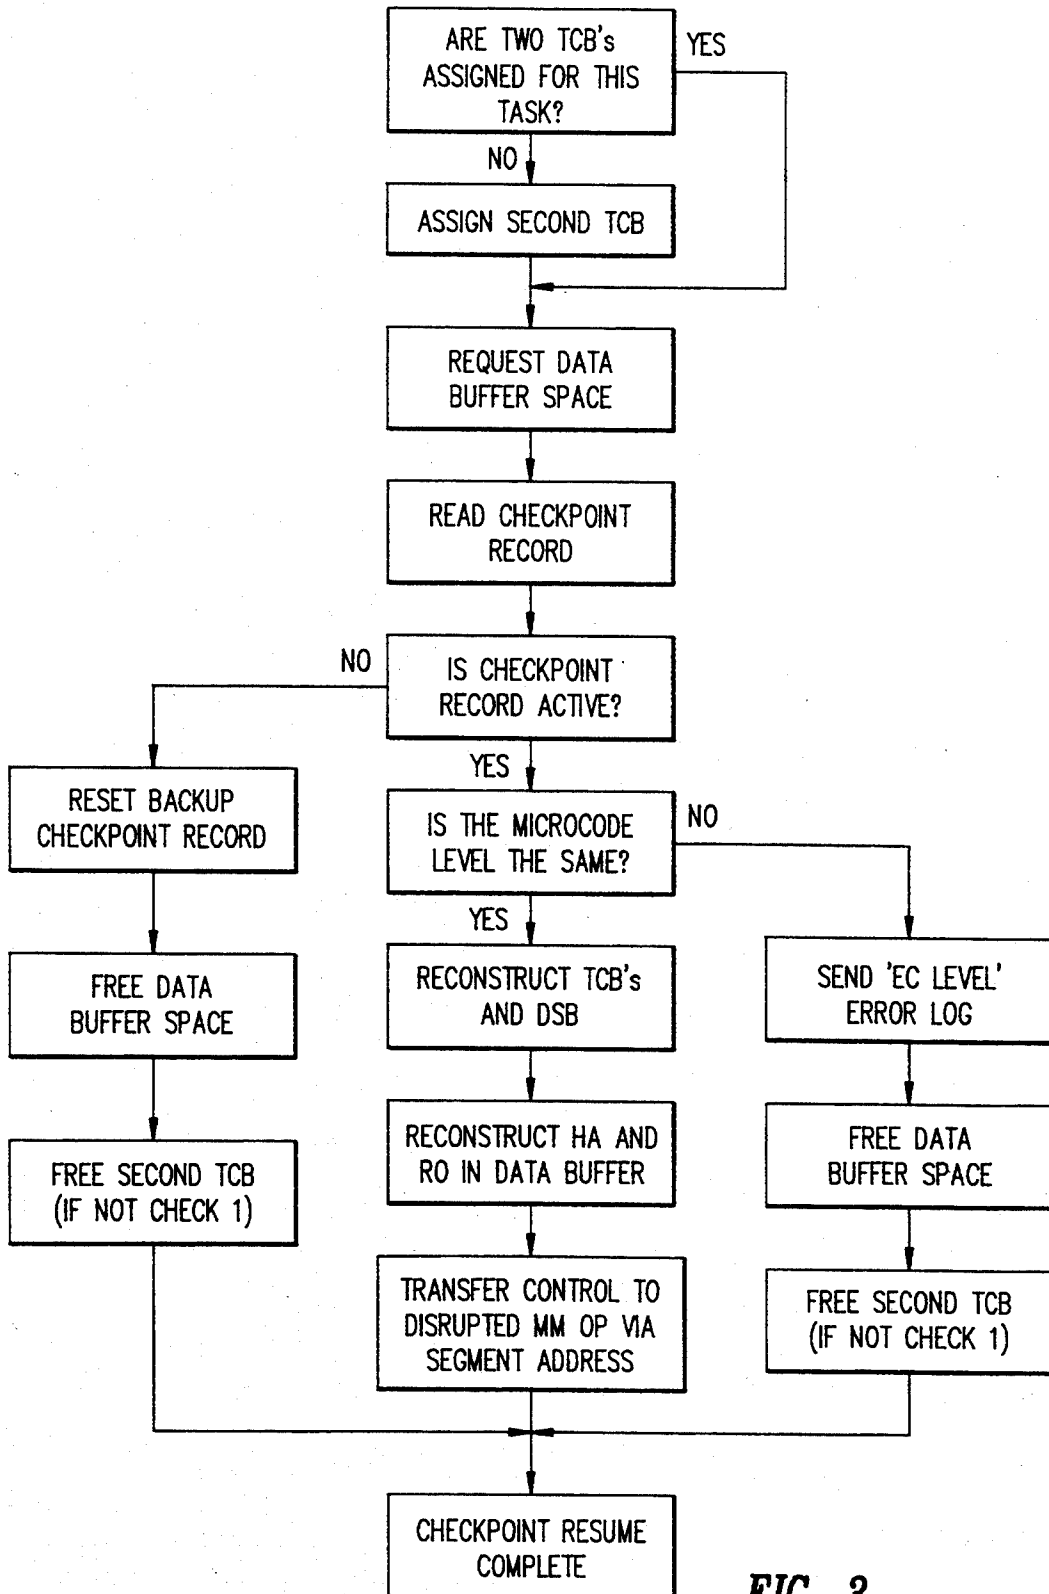 ARE TWO TCB's
ASSIGNED FOR THIS
TASK?
YES
NO
ASSIGN SECOND TCB
REQUEST DATA
BUFFER SPACE
READ CHECKPOINT
RECORD
IS CHECKPOINT
RECORD ACTIVE?
NO
YES
RESET BACKUP
CHECKPOINT RECORD
IS THE MICROCODE
LEVEL THE SAME?
NO
YES
FREE DATA
BUFFER SPACE
RECONSTRUCT TCB's
AND DSB
SEND 'EC LEVEL'
ERROR LOG
FREE SECOND TCB
(IF NOT CHECK 1)
RECONSTRUCT HA AND
RO IN DATA BUFFER
FREE DATA
BUFFER SPACE
TRANSFER CONTROL TO
DISRUPTED MM OP VIA
SEGMENT ADDRESS
FREE SECOND TCB
(IF NOT CHECK 1)
CHECKPOINT RESUME
COMPLETE
FIG.